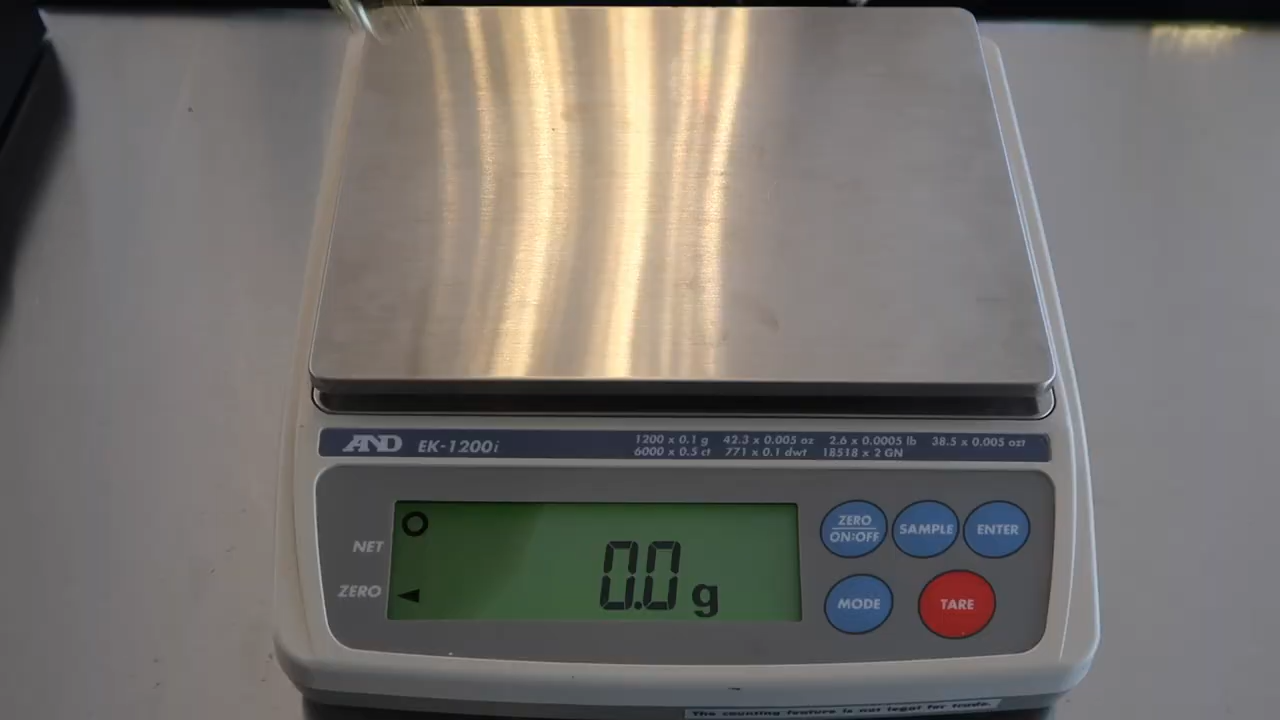 AND EK-1200i
1200 x 0.1 g 42.3 x 0.005 oz 2.6 x 0.0005 lb 38.5 x 0.005 ozt
6000 x 0.5 ct 771 x 0.1 dwt 18518 x 2 GN
NET
ZERO
0.0 g
ZERO
ON:OFF
SAMPLE
ENTER
MODE
TARE
The counting feature is not legal for trade.